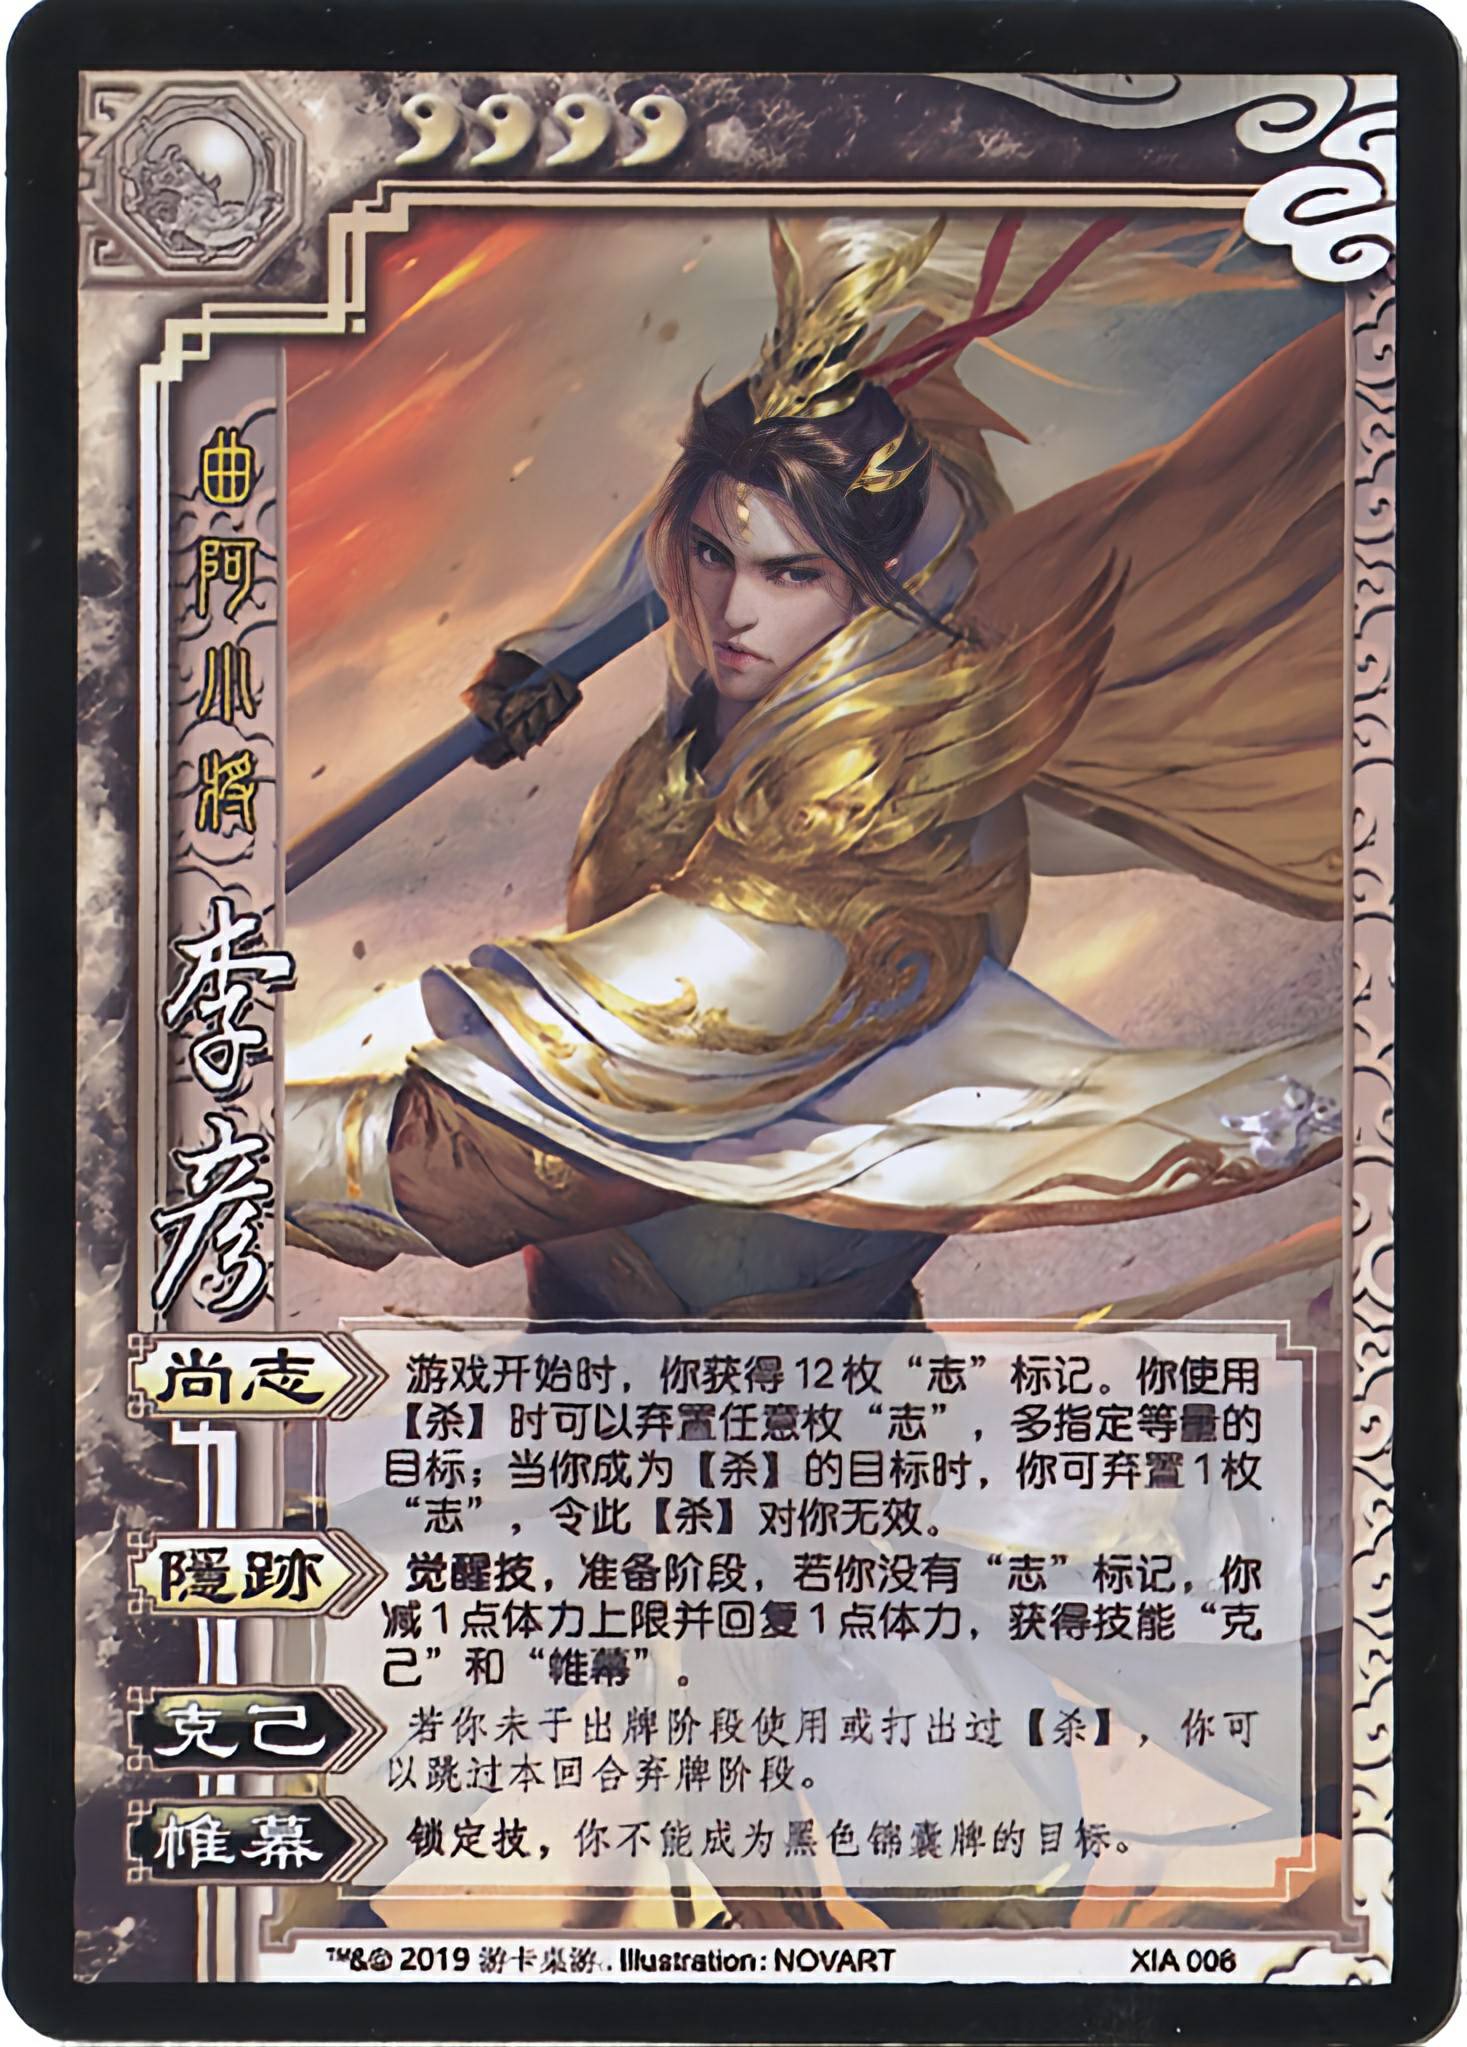 曲阿小将
李彦
尚志
游戏开始时，你获得12枚“志”标记。你使用
【杀】时可以弃置任意枚“志”，多指定等量的
目标；当你成为【杀】的目标时，你可弃置1枚
“志”，令此【杀】对你无效。
隱跡
觉醒技，准备阶段，若你没有“志”标记，你
减1点体力上限并回复1点体力，获得技能“克
己”和“帷幕”。
克己
若你未于出牌阶段使用或打出过【杀】，你可
以跳过本回合弃牌阶段。
帷幕
锁定技，你不能成为黑色锦囊牌的目标。
™&© 2019 游卡桌游. Illustration: NOVART
XIA 006